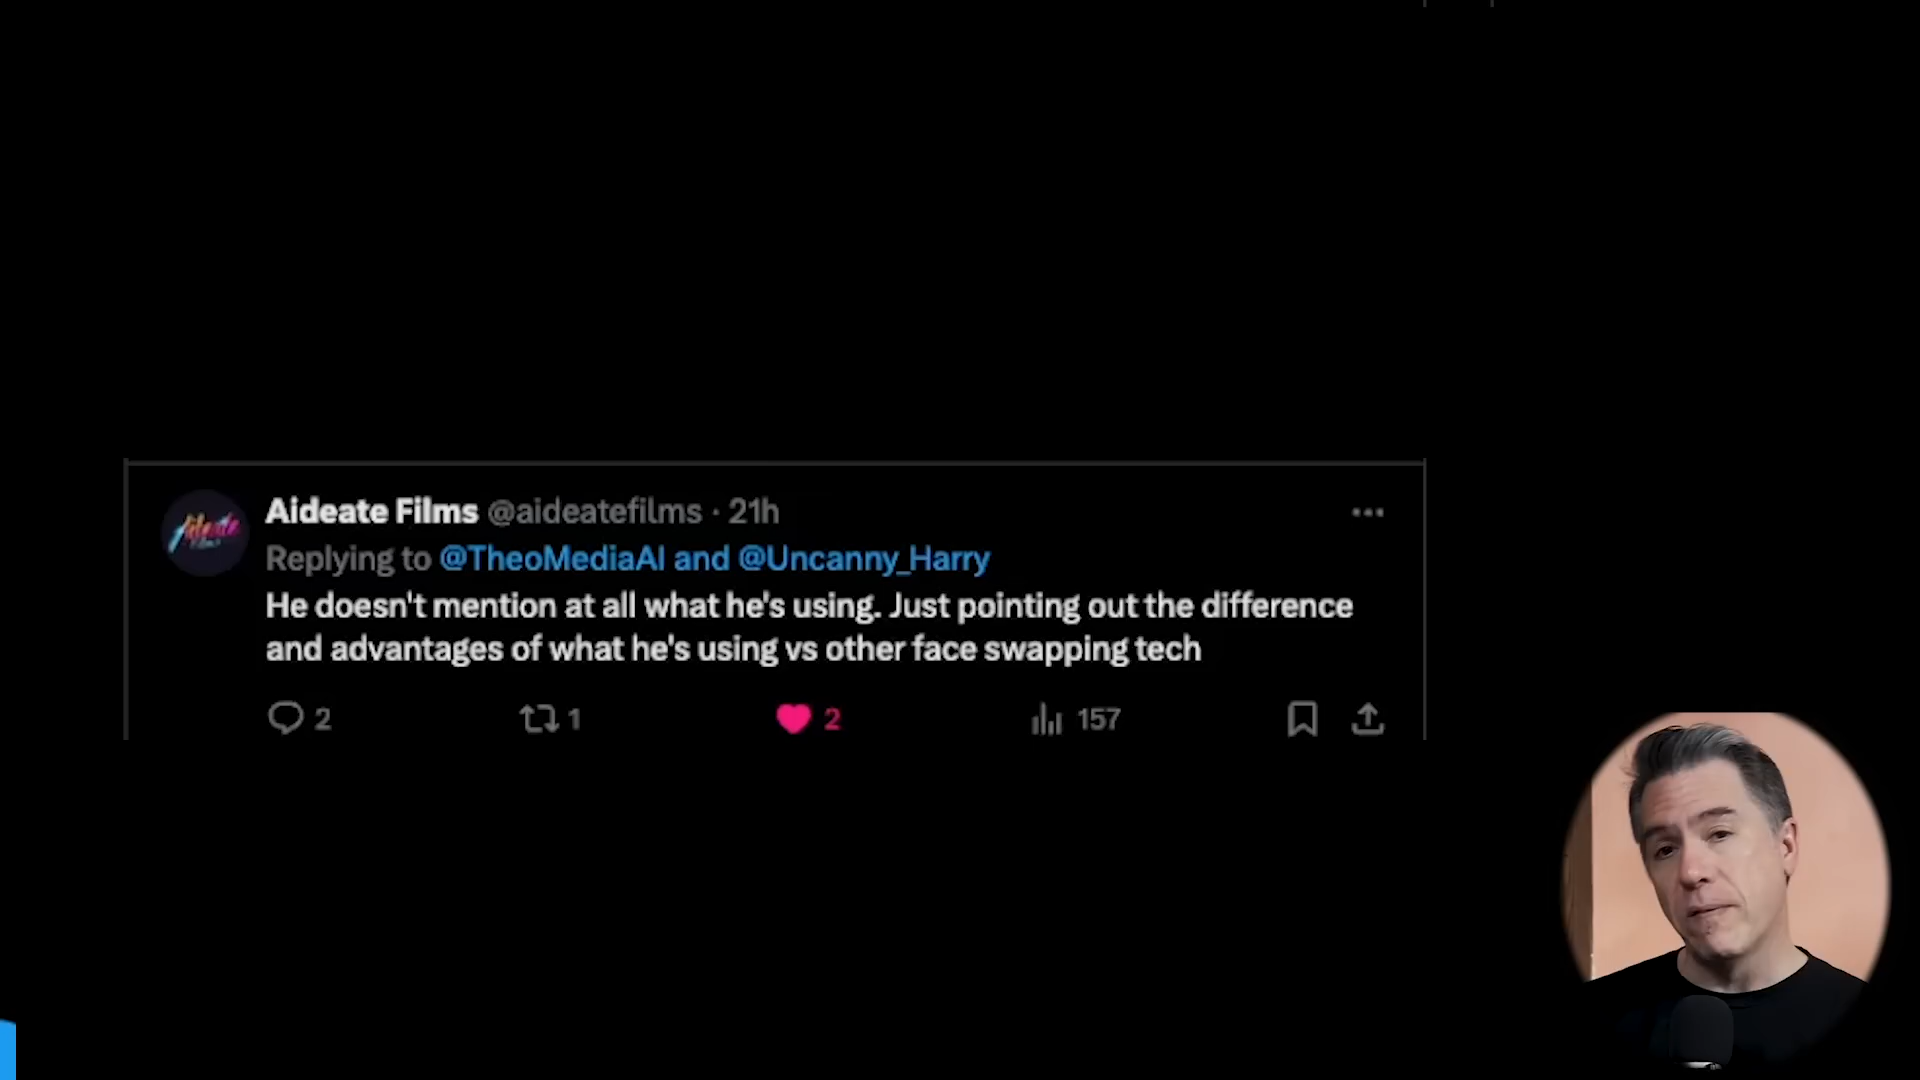 Aideate Films @aideatefilms · 21h
Replying to @TheoMediaAI and @Uncanny_Harry
He doesn't mention at all what he's using. Just pointing out the difference
and advantages of what he's using vs other face swapping tech
2 1 2 157